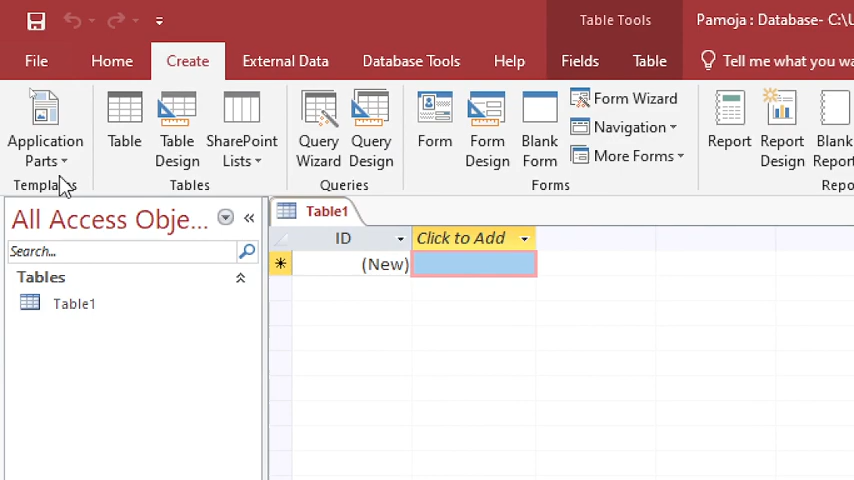 Table Tools
Pamoja : Database- C:\U
File
Home
Create
External Data
Database Tools
Help
Fields
Table
Tell me what you wa
Application
Parts
Table
Table
Design
SharePoint
Lists
Query
Wizard
Query
Design
Form
Form
Design
Blank
Form
Form Wizard
Navigation
More Forms
Report
Report
Design
Blank
Report
Templates
Tables
Queries
Forms
Repo
All Access Obje...
«
Search...
Tables
Table1
Table1
ID
Click to Add
(New)